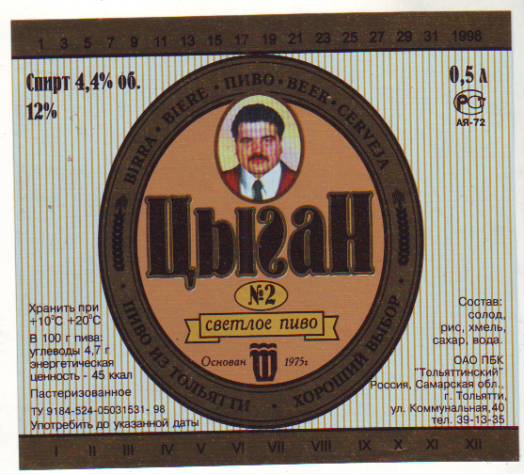 1 3 5 7 9 11 13 15 17 19 21 23 25 27 29 31 1998
Спирт 4,4% об.
12%
0,5 л
РСТ
АЯ-72
BIRRA • BIERE • ПИВО • BEER • CERVEJA
Цыган
№2
светлое пиво
Основан 1975г
ПИВО ИЗ ТОЛЬЯТТИ • ХОРОШИЙ ВЫБОР
Хранить при
+10°С +20°С
В 100 г пива:
углеводы 4,7 г
энергетическая
ценность - 45 ккал
Пастеризованное
ТУ 9184-524-05031531- 98
Употребить до указанной даты
Состав:
солод,
рис, хмель,
сахар, вода.
ОАО ПБК
"Тольяттинский"
Россия, Самарская обл.,
г. Тольятти,
ул. Коммунальная,40
тел. 39-13-35
I II III IV V VI VII VIII IX X XI XII